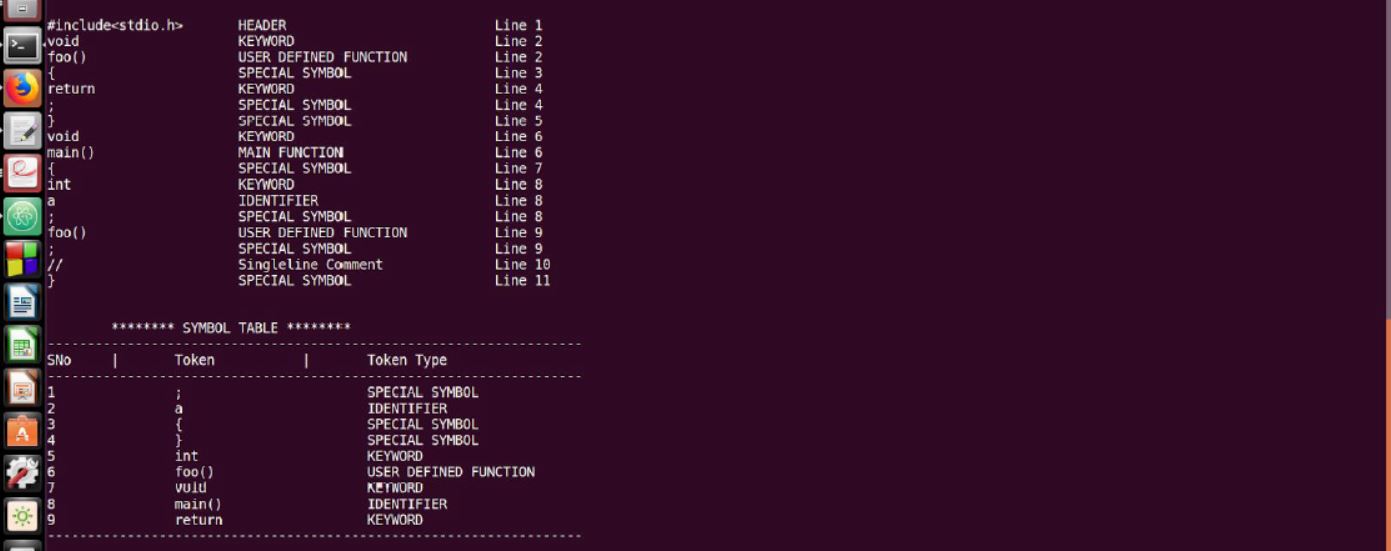 #include<stdio.h> HEADER Line 1
void KEYWORD Line 2
foo() USER DEFINED FUNCTION Line 2
{ SPECIAL SYMBOL Line 3
return KEYWORD Line 4
; SPECIAL SYMBOL Line 4
} SPECIAL SYMBOL Line 5
void KEYWORD Line 6
main() MAIN FUNCTION Line 6
{ SPECIAL SYMBOL Line 7
int KEYWORD Line 8
a IDENTIFIER Line 8
; SPECIAL SYMBOL Line 8
foo() USER DEFINED FUNCTION Line 9
; SPECIAL SYMBOL Line 9
// Singleline Comment Line 10
} SPECIAL SYMBOL Line 11
******** SYMBOL TABLE ********
-------------------------------------------------------------------
SNo | Token | Token Type
-------------------------------------------------------------------
1 ; SPECIAL SYMBOL
2 a IDENTIFIER
3 { SPECIAL SYMBOL
4 } SPECIAL SYMBOL
5 int KEYWORD
6 foo() USER DEFINED FUNCTION
7 void KEYWORD
8 main() IDENTIFIER
9 return KEYWORD
-------------------------------------------------------------------